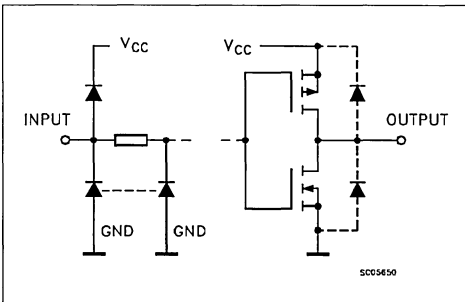 VCC
VCC
INPUT
OUTPUT
GND
GND
SC05650